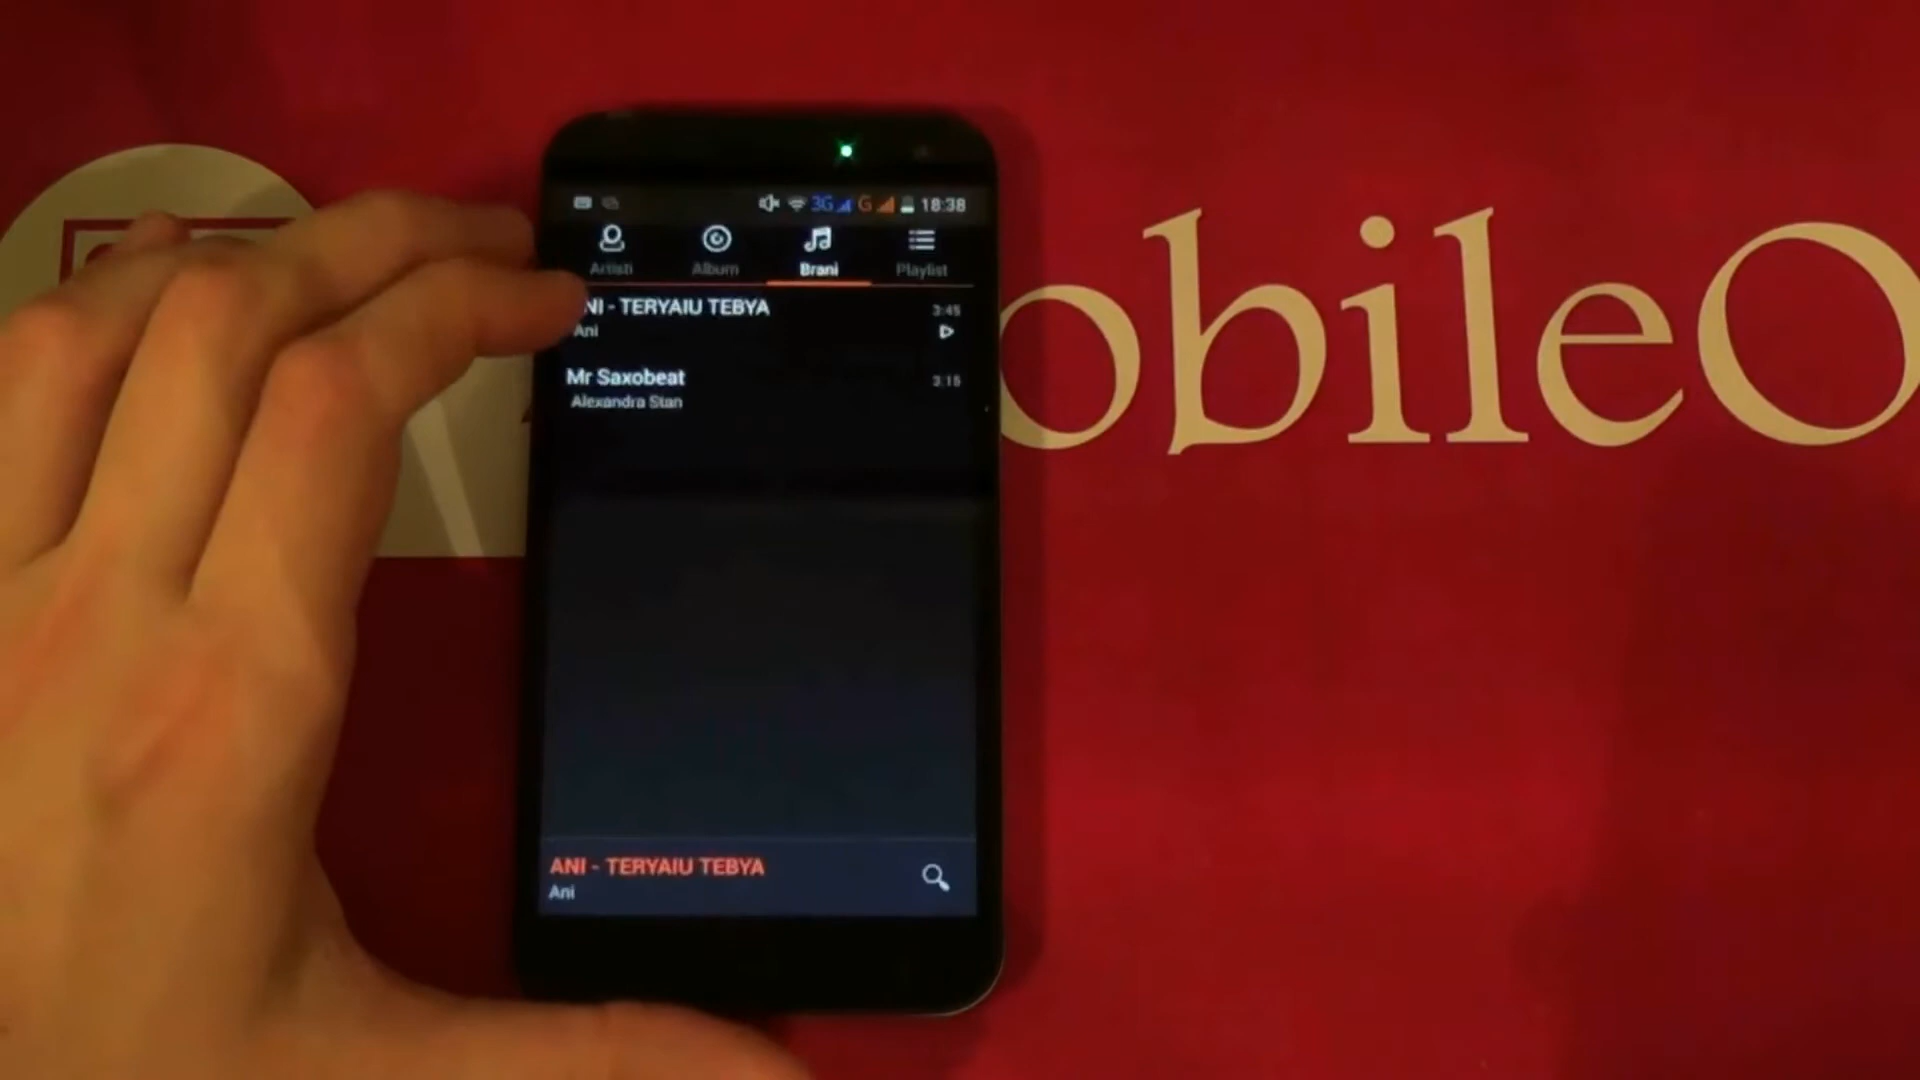 3G G 18:38
Artisti Album Brani Playlist
NI - TERYAIU TEBYA 3:45
Ani
Mr Saxobeat 3:15
Alexandra Stan
obileO
ANI - TERYAIU TEBYA
Ani